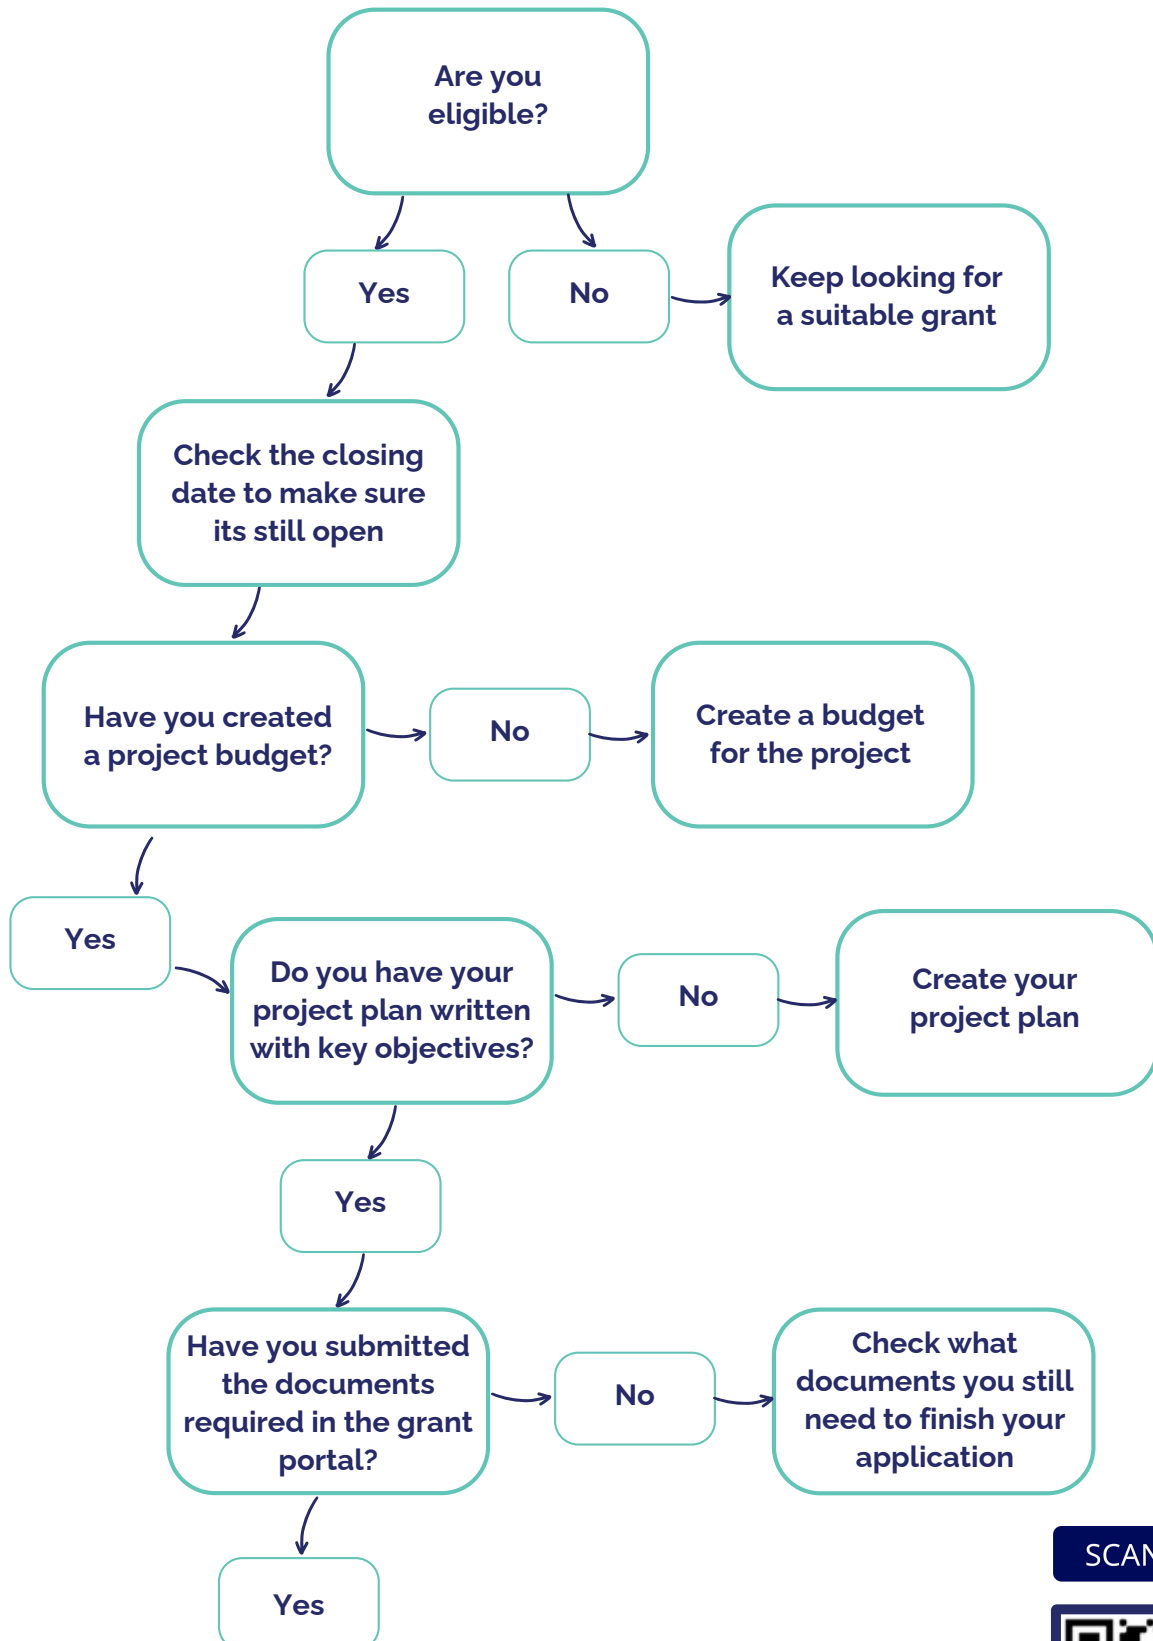 Are you
eligible?
Yes
No
Keep looking for
a suitable grant
Check the closing
date to make sure
its still open
Have you created
a project budget?
No
Create a budget
for the project
Yes
Do you have your
project plan written
with key objectives?
No
Create your
project plan
Yes
Have you submitted
the documents
required in the grant
portal?
No
Check what
documents you still
need to finish your
application
Yes
SCAN